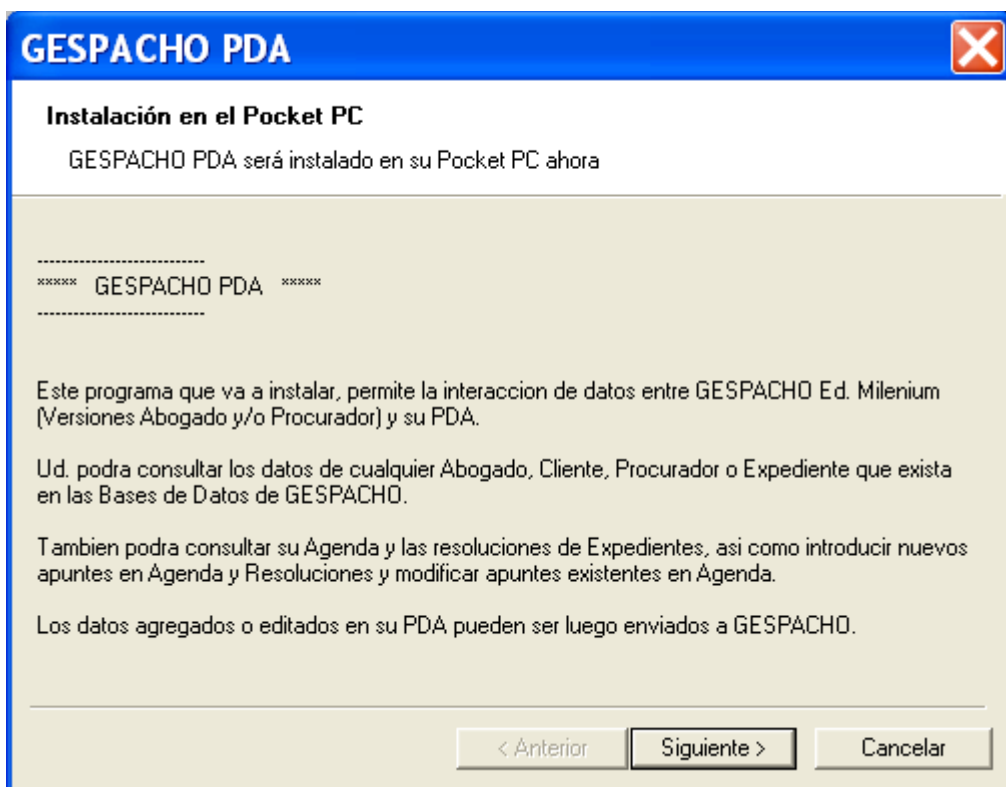 GESPACHO PDA
Instalación en el Pocket PC
GESPACHO PDA será instalado en su Pocket PC ahora
----------------------------
***** GESPACHO PDA *****
----------------------------
Este programa que va a instalar, permite la interaccion de datos entre GESPACHO Ed. Milenium
(Versiones Abogado y/o Procurador) y su PDA.
Ud. podra consultar los datos de cualquier Abogado, Cliente, Procurador o Expediente que exista
en las Bases de Datos de GESPACHO.
Tambien podra consultar su Agenda y las resoluciones de Expedientes, asi como introducir nuevos
apuntes en Agenda y Resoluciones y modificar apuntes existentes en Agenda.
Los datos agregados o editados en su PDA pueden ser luego enviados a GESPACHO.
< Anterior Siguiente > Cancelar